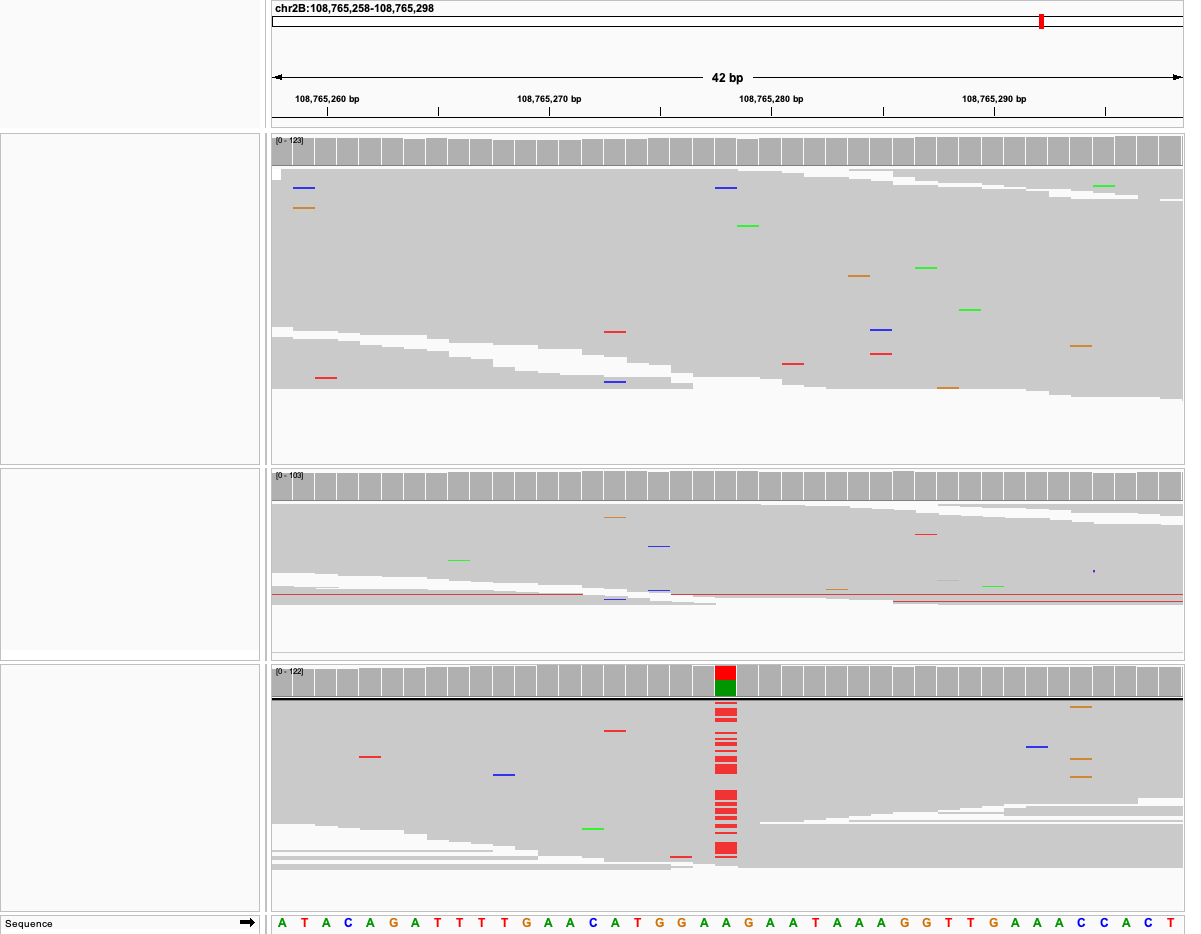 chr2B:108,765,258-108,765,298
42 bp
108,765,260 bp 108,765,270 bp 108,765,280 bp 108,765,290 bp
[0 - 123]
[0 - 103]
[0 - 122]
Sequence A T A C A G A T T T T G A A C A T G G A A G A A T A A A G G T T G A A A C C A C T